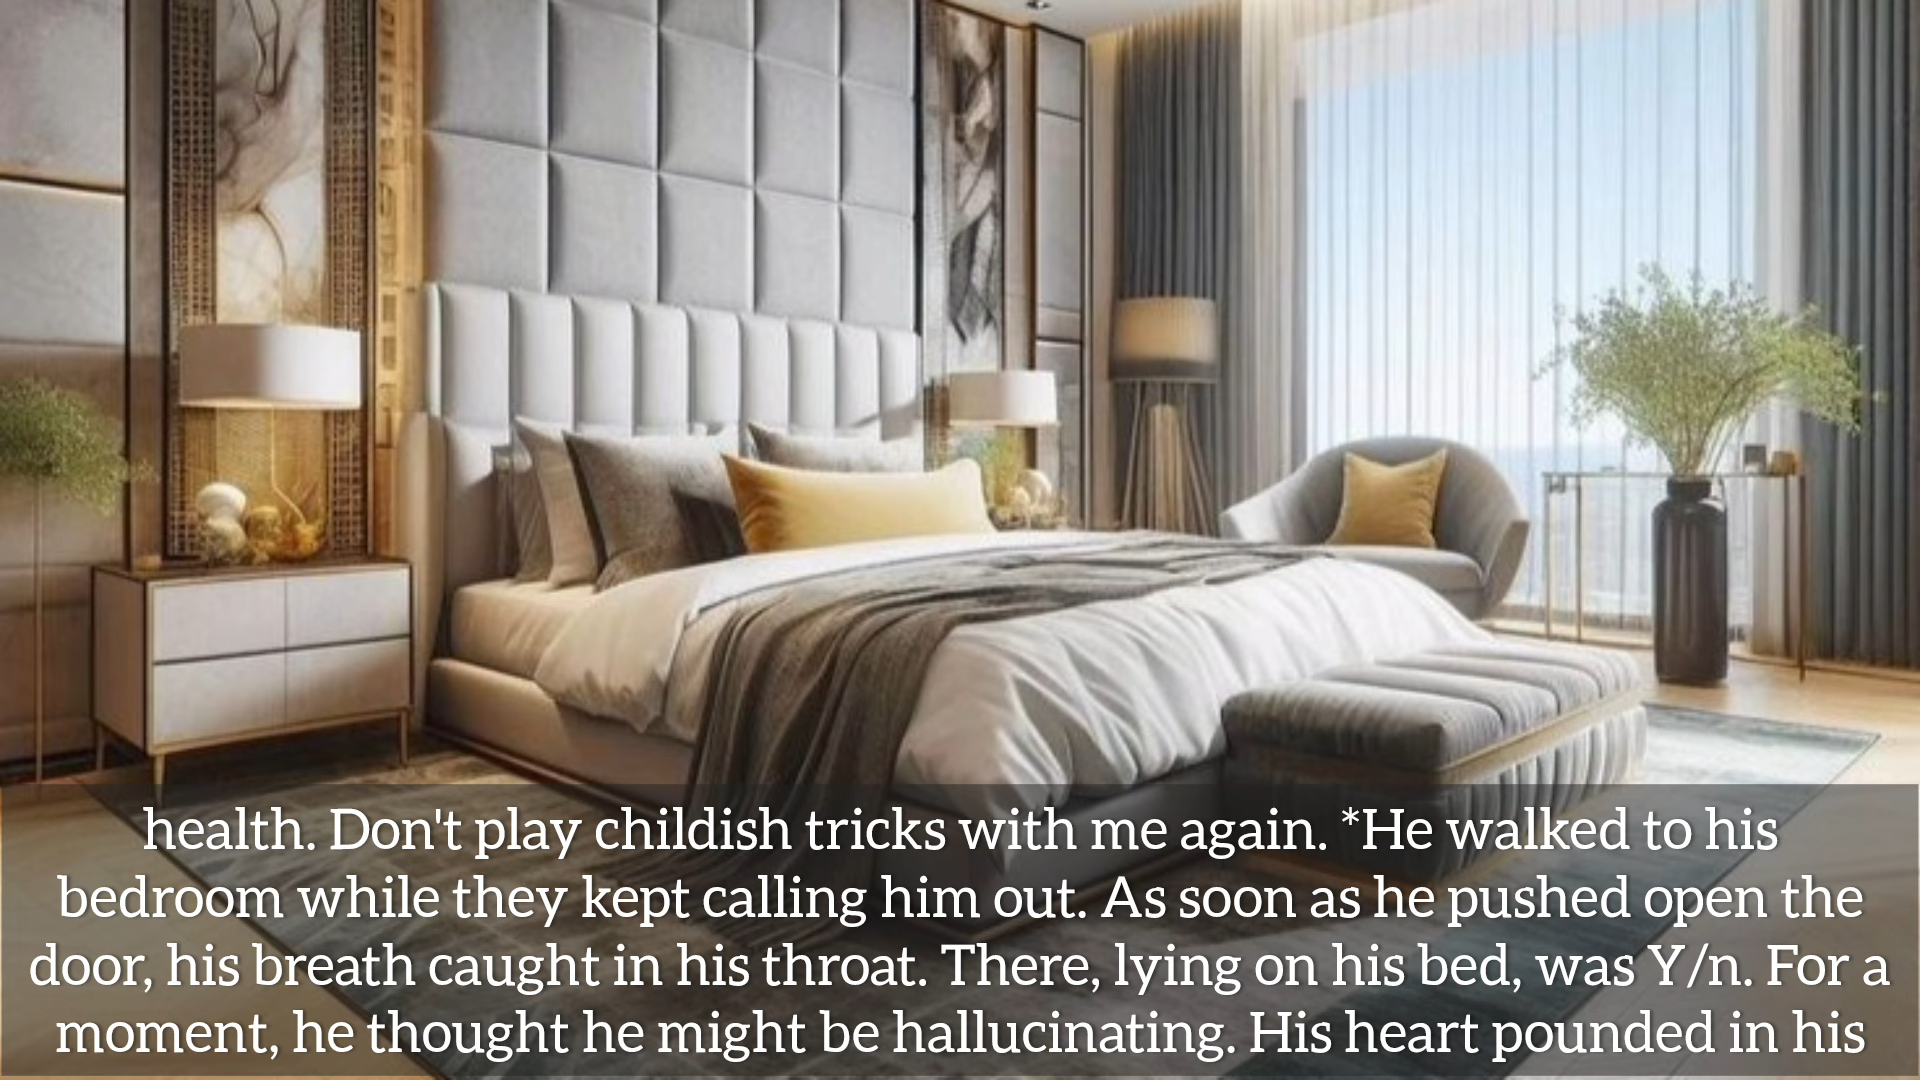 health. Don't play childish tricks with me again. *He walked to his
bedroom while they kept calling him out. As soon as he pushed open the
door, his breath caught in his throat. There, lying on his bed, was Y/n. For a
moment, he thought he might be hallucinating. His heart pounded in his